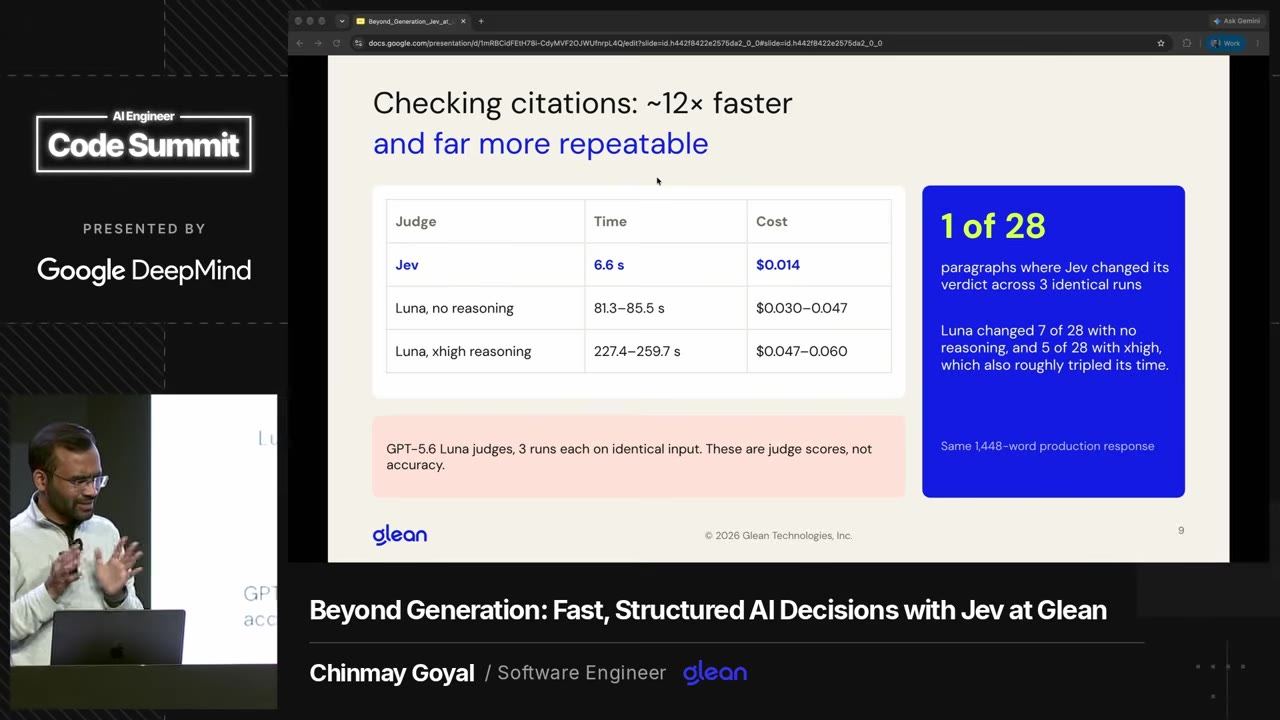 Beyond_Generation_Jev_at_
Ask Gemini
docs.google.com/presentation/d/1mRBCidFEtH78i-CdyMVF2OJWUfnrpL4Q/edit?slide=id.h442f8422e2575da2_0_0#slide=id.h442f8422e2575da2_0_0
Work
AI Engineer
Code Summit
PRESENTED BY
Google DeepMind
Checking citations: ~12× faster
and far more repeatable
Judge Time Cost
Jev 6.6 s $0.014
Luna, no reasoning 81.3–85.5 s $0.030–0.047
Luna, xhigh reasoning 227.4–259.7 s $0.047–0.060
GPT-5.6 Luna judges, 3 runs each on identical input. These are judge scores, not
accuracy.
1 of 28
paragraphs where Jev changed its
verdict across 3 identical runs
Luna changed 7 of 28 with no
reasoning, and 5 of 28 with xhigh,
which also roughly tripled its time.
Same 1,448-word production response
glean
© 2026 Glean Technologies, Inc.
9
Lu
GPT
acc
Beyond Generation: Fast, Structured AI Decisions with Jev at Glean
Chinmay Goyal / Software Engineer glean